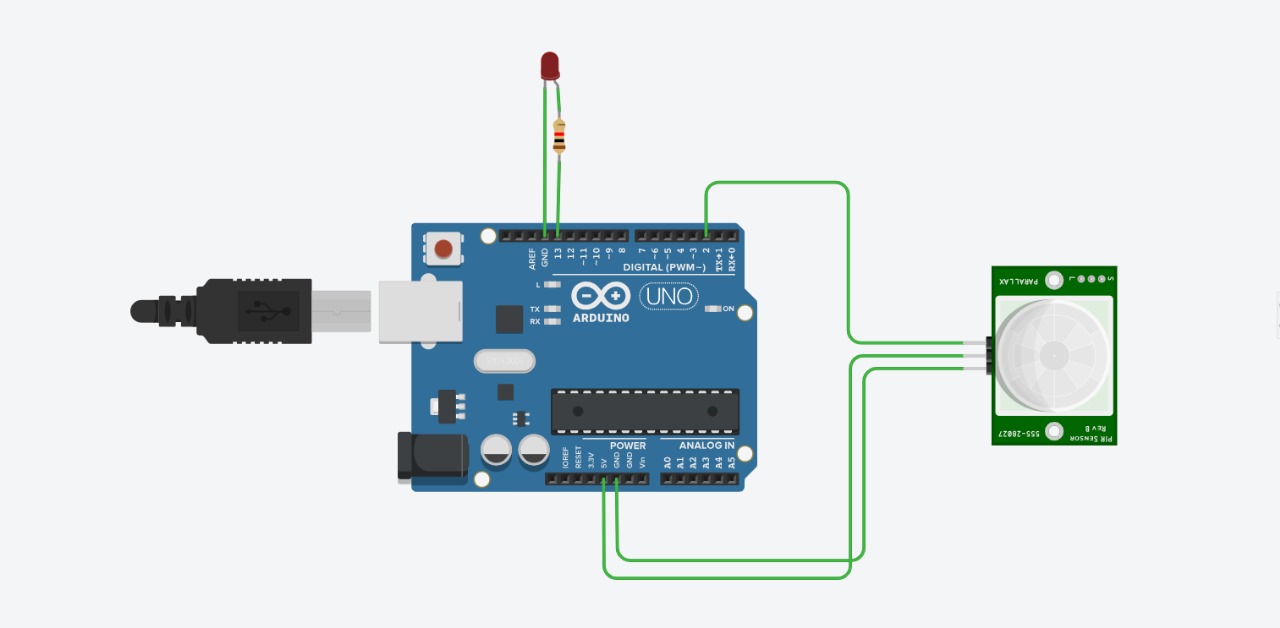 AREF
GND
13
12
~11
~10
~9
8
7
~6
~5
4
~3
2
TX→1
RX←0
DIGITAL (PWM~)
L
TX
RX
UNO
ARDUINO
ON
POWER
ANALOG IN
IOREF
RESET
3.3V
5V
GND
GND
Vin
A0
A1
A2
A3
A4
A5
PARALLAX
L
S
555-28027
REV B
PIR SENSOR